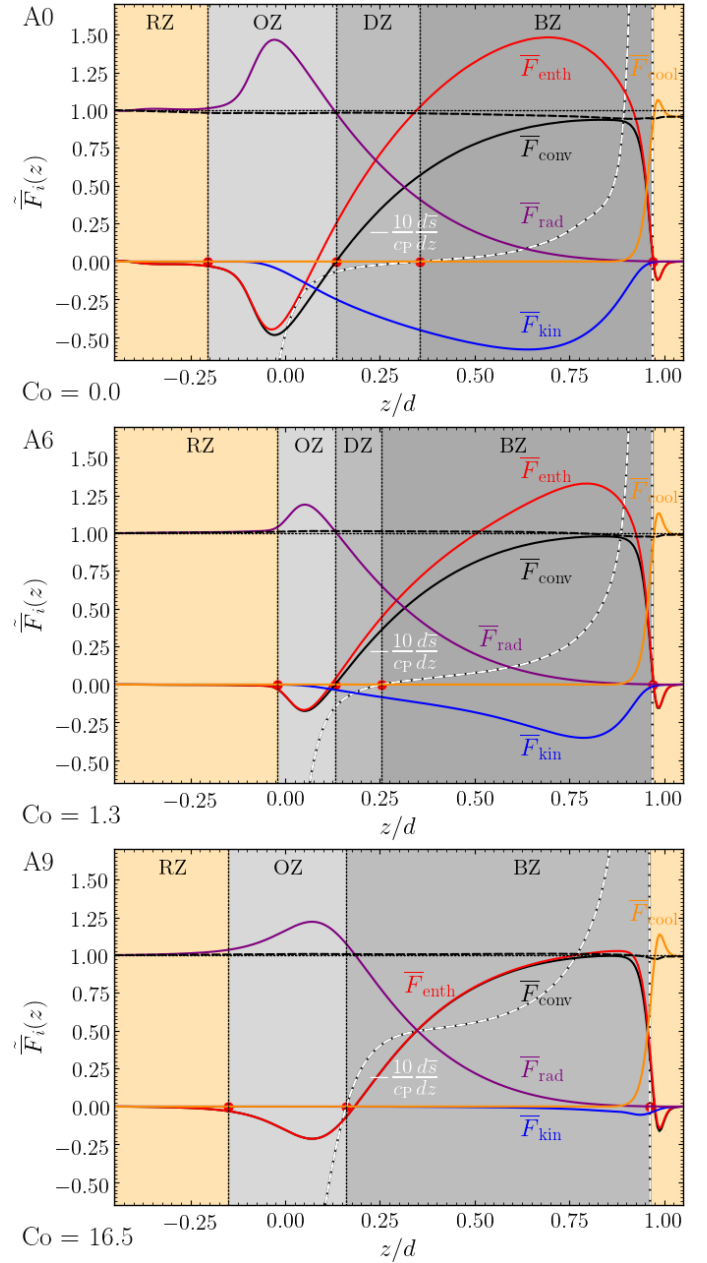 A0
RZ OZ DZ BZ
1.50
1.25
1.00
0.75
0.50
0.25
0.00
−0.25
−0.50
F̃̅ᵢ(z)
F̅enth
F̅cool
F̅conv
F̅rad
−10/cP ds̅/dz
F̅kin
−0.25 0.00 0.25 0.50 0.75 1.00
Co = 0.0
z/d
A6
RZ OZ DZ BZ
1.50
1.25
1.00
0.75
0.50
0.25
0.00
−0.25
−0.50
F̃̅ᵢ(z)
F̅enth
F̅cool
F̅conv
F̅rad
−10/cP ds̅/dz
F̅kin
−0.25 0.00 0.25 0.50 0.75 1.00
Co = 1.3
z/d
A9
RZ OZ BZ
1.50
1.25
1.00
0.75
0.50
0.25
0.00
−0.25
−0.50
F̃̅ᵢ(z)
F̅cool
F̅enth
F̅conv
F̅rad
−10/cP ds̅/dz
F̅kin
−0.25 0.00 0.25 0.50 0.75 1.00
Co = 16.5
z/d